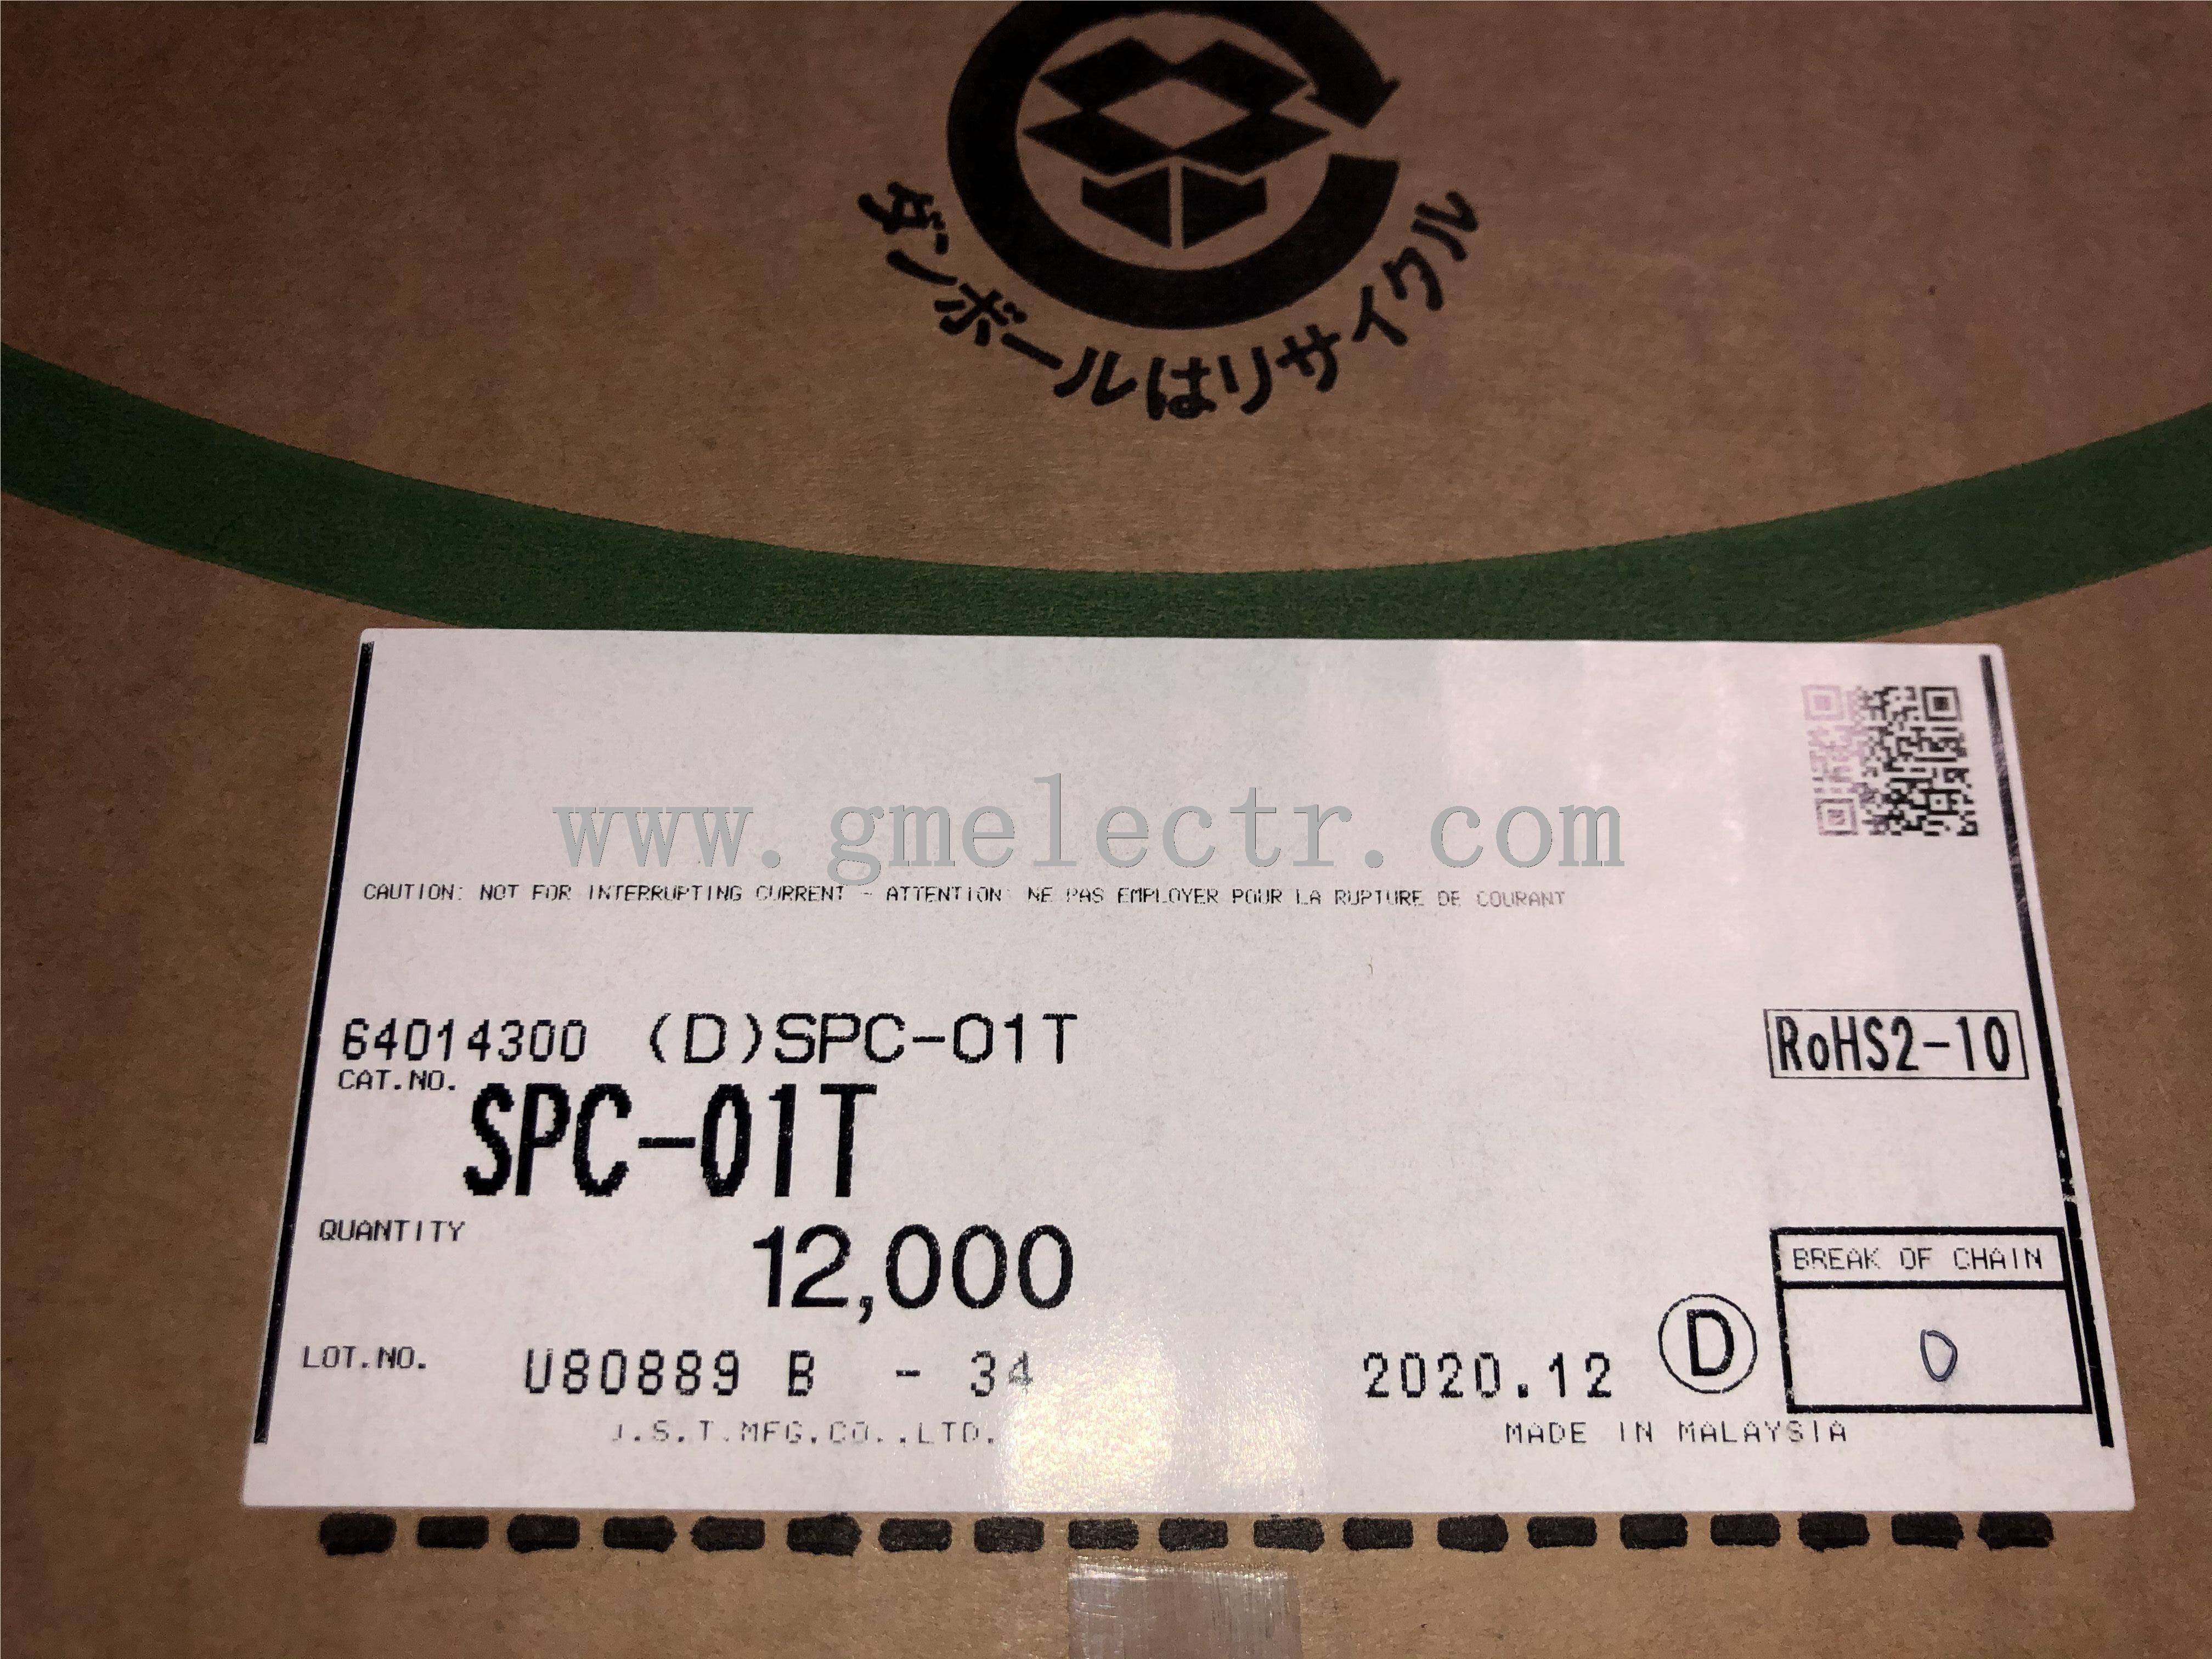 ダンボールはリサイクル
www.gmelectr.com
CAUTION: NOT FOR INTERRUPTING CURRENT - ATTENTION: NE PAS EMPLOYER POUR LA RUPTURE DE COURANT
64014300 (D)SPC-01T
RoHS2-10
CAT.NO.
SPC-01T
QUANTITY
12,000
BREAK OF CHAIN
0
LOT.NO. U80889 B - 34
2020.12 D
J.S.T.MFG.CO.,LTD.
MADE IN MALAYSIA